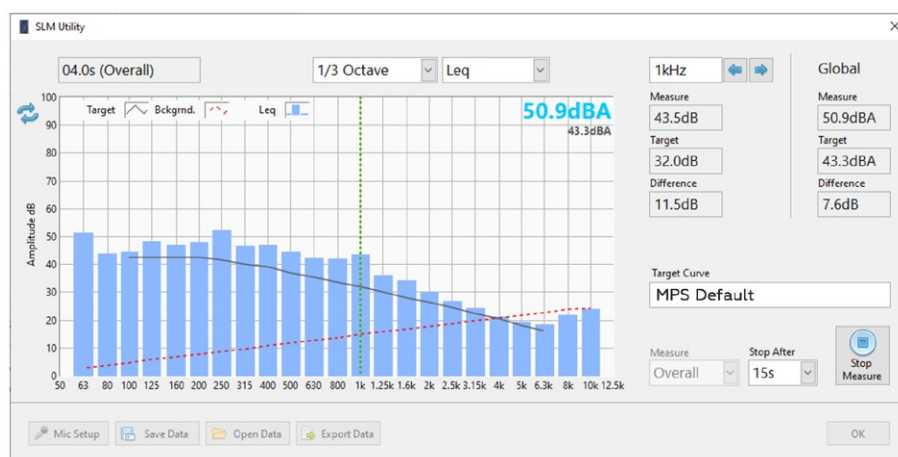 SLM Utility
04.0s (Overall)
1/3 Octave
Leq
1kHz
Global
Target
Bckgrnd.
Leq
50.9dBA
43.3dBA
Amplitude dB
100
90
80
70
60
50
40
30
20
10
0
50 63 80 100 125 160 200 250 315 400 500 630 800 1k 1.25k 1.6k 2k 2.5k 3.15k 4k 5k 6.3k 8k 10k 12.5k
Measure
43.5dB
Target
32.0dB
Difference
11.5dB
Measure
50.9dBA
Target
43.3dBA
Difference
7.6dB
Target Curve
MPS Default
Measure
Overall
Stop After
15s
Stop
Measure
Mic Setup
Save Data
Open Data
Export Data
OK